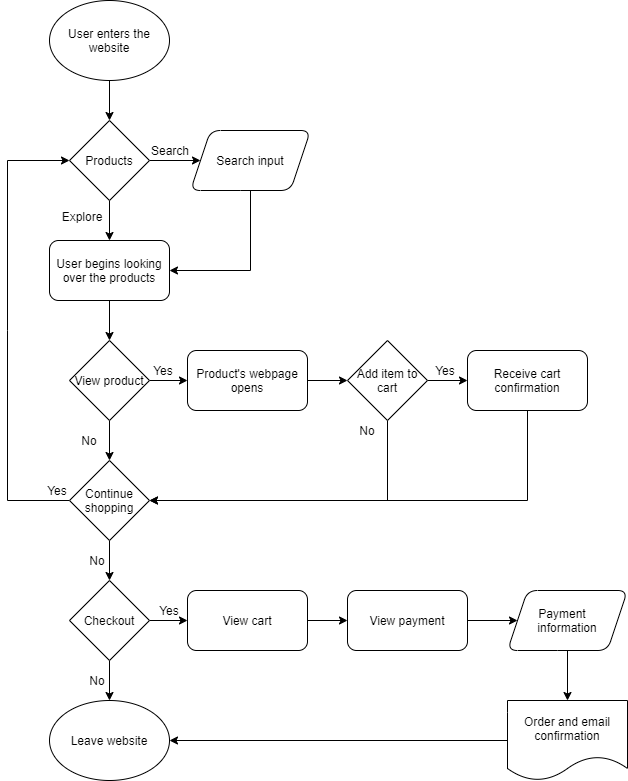 User enters the
website
Products
Search
Search input
Explore
User begins looking
over the products
View product
Yes
Product's webpage
opens
Add item to
cart
Yes
Receive cart
confirmation
No
No
Yes
Continue
shopping
No
Checkout
Yes
View cart
View payment
Payment
information
No
Leave website
Order and email
confirmation